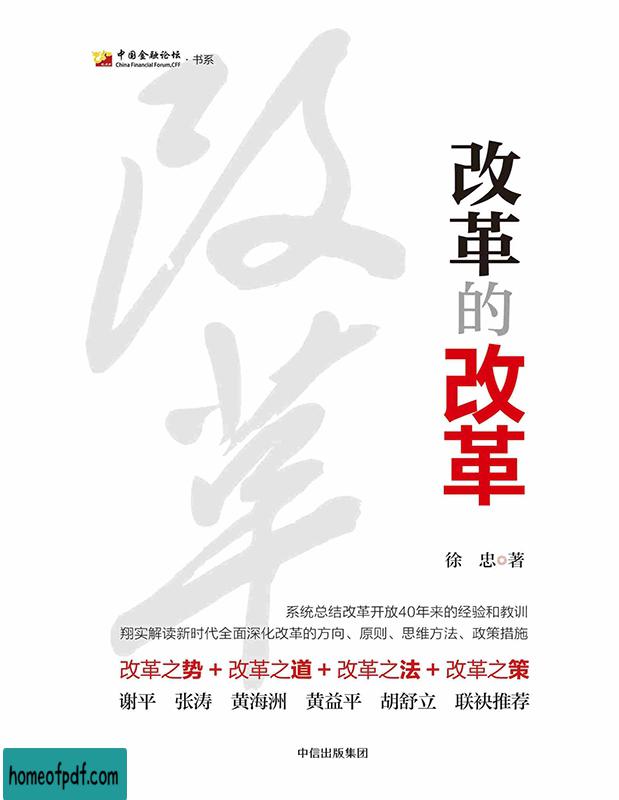 中国金融论坛·书系
China Financial Forum,CFF
改革
改革的改革
徐 忠 著
系统总结改革开放40年来的经验和教训
翔实解读新时代全面深化改革的方向、原则、思维方法、政策措施
改革之势+改革之道+改革之法+改革之策
谢平 张涛 黄海洲 黄益平 胡舒立 联袂推荐
中信出版集团
homeofpdf.com